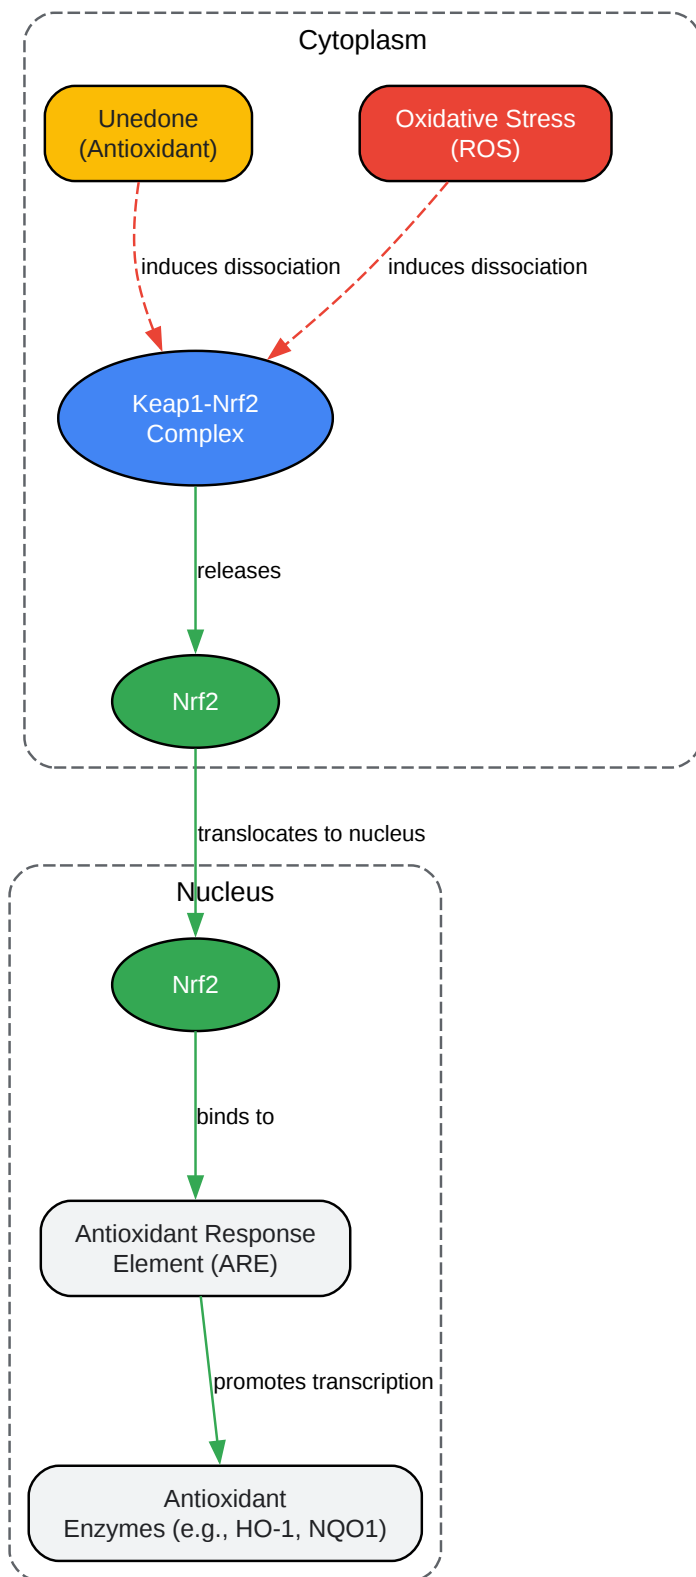 Cytoplasm
Unedone
(Antioxidant)
Oxidative Stress
(ROS)
induces dissociation
induces dissociation
Keap1-Nrf2
Complex
releases
Nrf2
translocates to nucleus
Nucleus
Nrf2
binds to
Antioxidant Response
Element (ARE)
promotes transcription
Antioxidant
Enzymes (e.g., HO-1, NQO1)